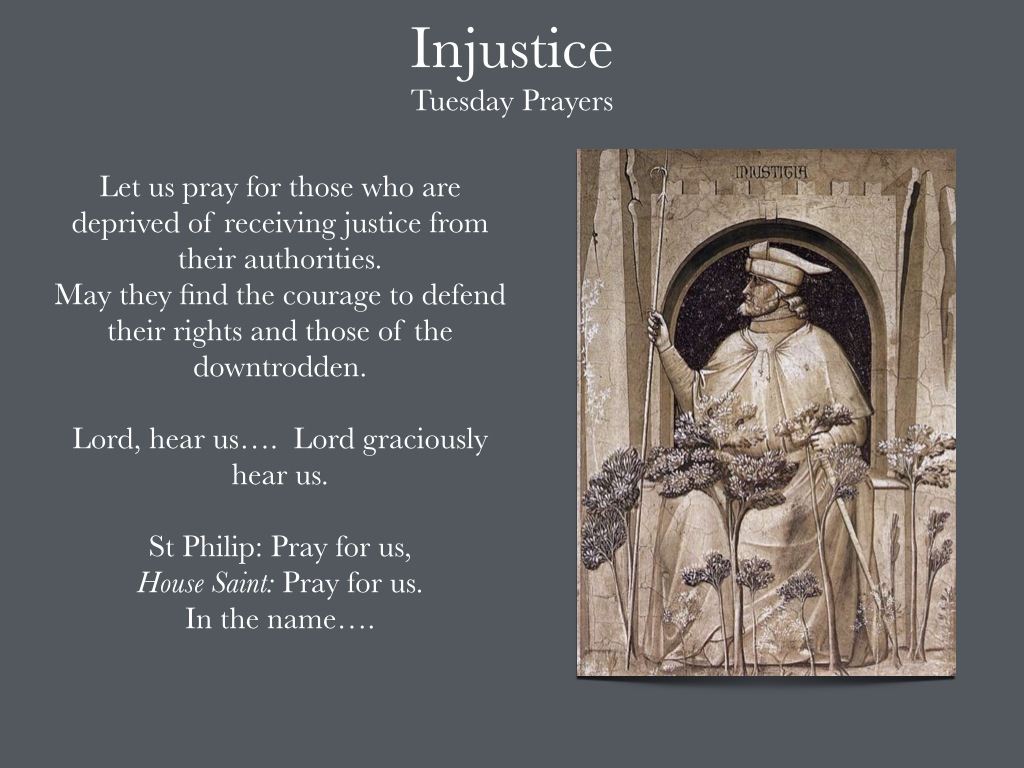 Injustice
Tuesday Prayers
INIUSTITIA
Let us pray for those who are
deprived of receiving justice from
their authorities.
May they find the courage to defend
their rights and those of the
downtrodden.
Lord, hear us…. Lord graciously
hear us.
St Philip: Pray for us,
House Saint: Pray for us.
In the name….